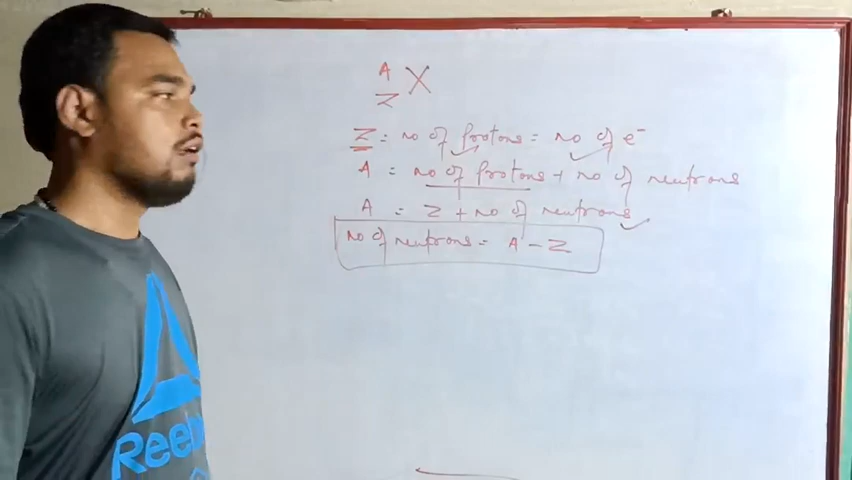 A
Z X
Z = no of protons = no of e⁻
A = no of protons + no of neutrons
A = Z + no of neutrons
no of neutrons = A - Z
Reebok